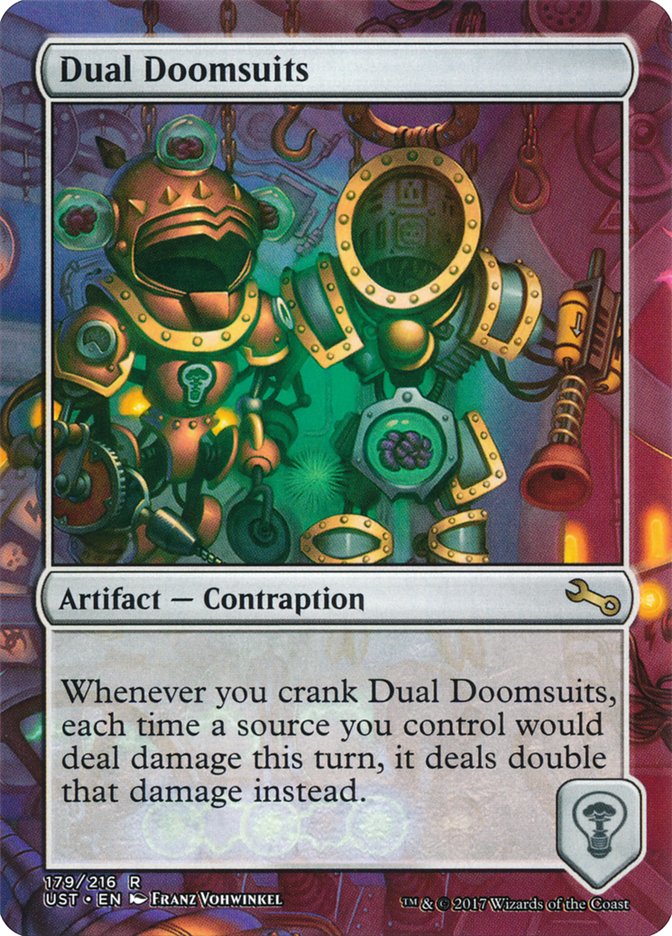 Dual Doomsuits
Artifact — Contraption
Whenever you crank Dual Doomsuits,
each time a source you control would
deal damage this turn, it deals double
that damage instead.
179/216 R
UST • EN Franz Vohwinkel
™ & © 2017 Wizards of the Coast